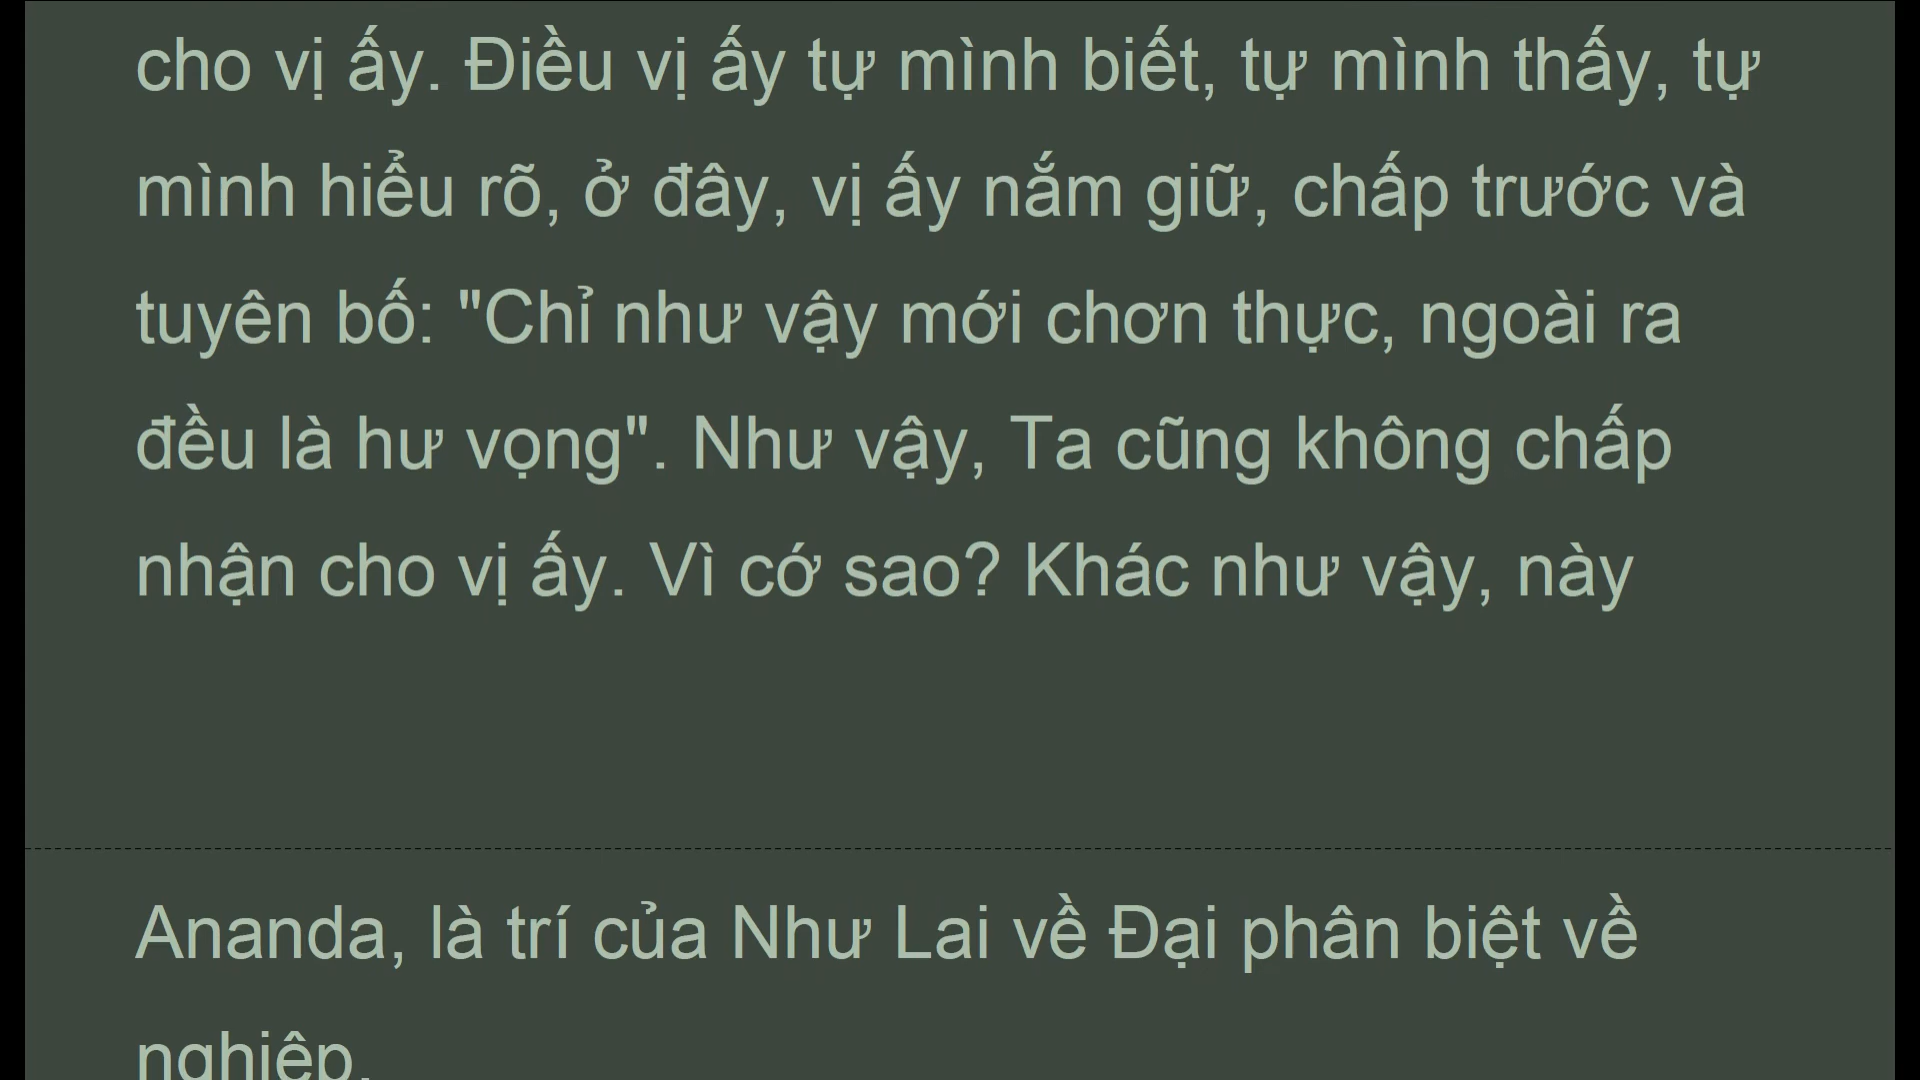 cho vị ấy. Điều vị ấy tự mình biết, tự mình thấy, tự
mình hiểu rõ, ở đây, vị ấy nắm giữ, chấp trước và
tuyên bố: "Chỉ như vậy mới chơn thực, ngoài ra
đều là hư vọng". Như vậy, Ta cũng không chấp
nhận cho vị ấy. Vì cớ sao? Khác như vậy, này
Ananda, là trí của Như Lai về Đại phân biệt về
nghiệp.